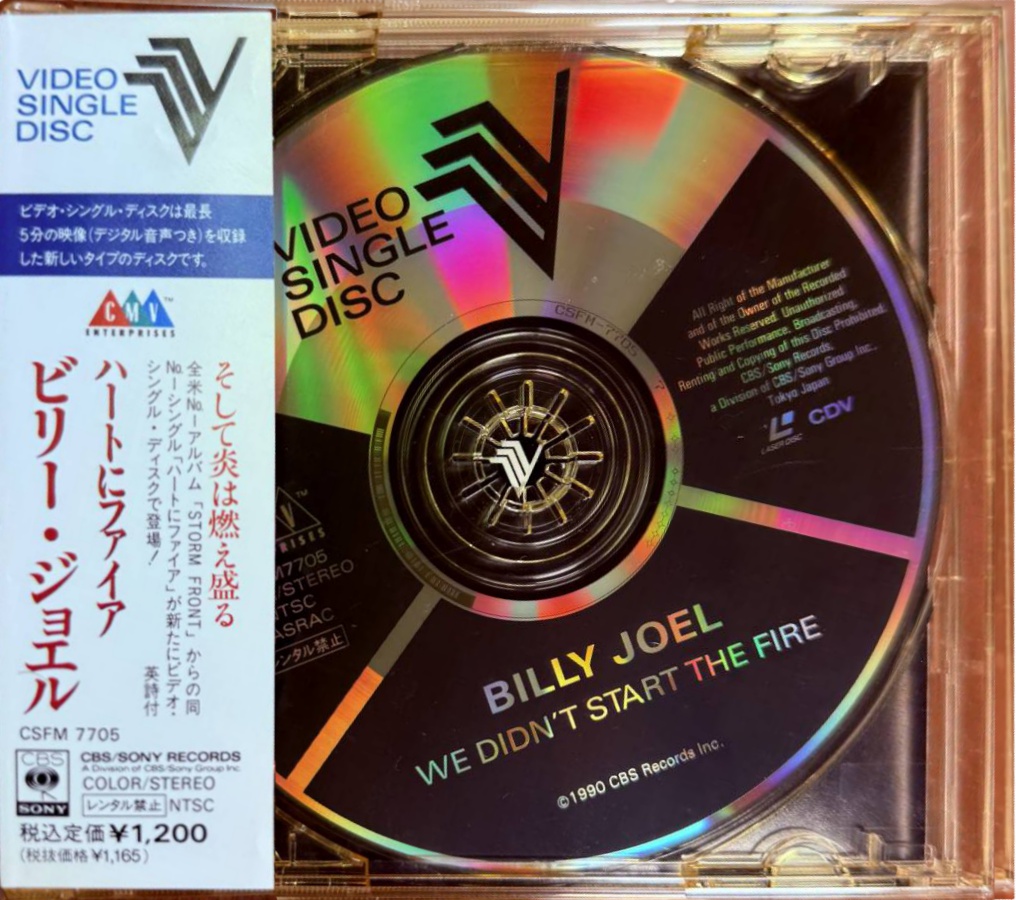 VIDEO
SINGLE
DISC
ビデオ・シングル・ディスクは最長
5分の映像(デジタル音声つき)を収録
した新しいタイプのディスクです。
CMV™
ENTERPRISES
そして炎は燃え盛る
全米No.1アルバム「STORM FRONT」からの同
No.1シングル「ハートにファイア」が新たにビデオ・
シングル・ディスクで登場!
英詩付
ハートにファイア
ビリー・ジョエル
CSFM 7705
CBS
SONY
CBS/SONY RECORDS
A Division of CBS/Sony Group Inc.
COLOR/STEREO
レンタル禁止 NTSC
税込定価¥1,200
(税抜価格¥1,165)
VIDEO
SINGLE
DISC
CSFM-7705
All Right of the Manufacturer
and of the Owner of the Recorded
Works Reserved. Unauthorized
Public Performance, Broadcasting,
Renting and Copying of this Disc Prohibited.
CBS/Sony Records,
a Division of CBS/Sony Group Inc.,
Tokyo Japan
LASER DISC
CDV
7705
/STEREO
NTSC
JASRAC
レンタル禁止
BILLY JOEL
WE DIDN'T START THE FIRE
©1990 CBS Records Inc.